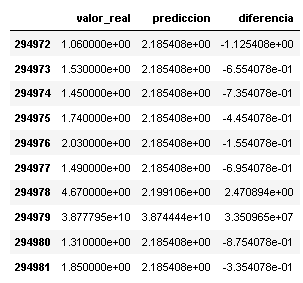 valor_real prediccion diferencia
294972 1.060000e+00 2.185408e+00 -1.125408e+00
294973 1.530000e+00 2.185408e+00 -6.554078e-01
294974 1.450000e+00 2.185408e+00 -7.354078e-01
294975 1.740000e+00 2.185408e+00 -4.454078e-01
294976 2.030000e+00 2.185408e+00 -1.554078e-01
294977 1.490000e+00 2.185408e+00 -6.954078e-01
294978 4.670000e+00 2.199106e+00 2.470894e+00
294979 3.877795e+10 3.874444e+10 3.350965e+07
294980 1.310000e+00 2.185408e+00 -8.754078e-01
294981 1.850000e+00 2.185408e+00 -3.354078e-01